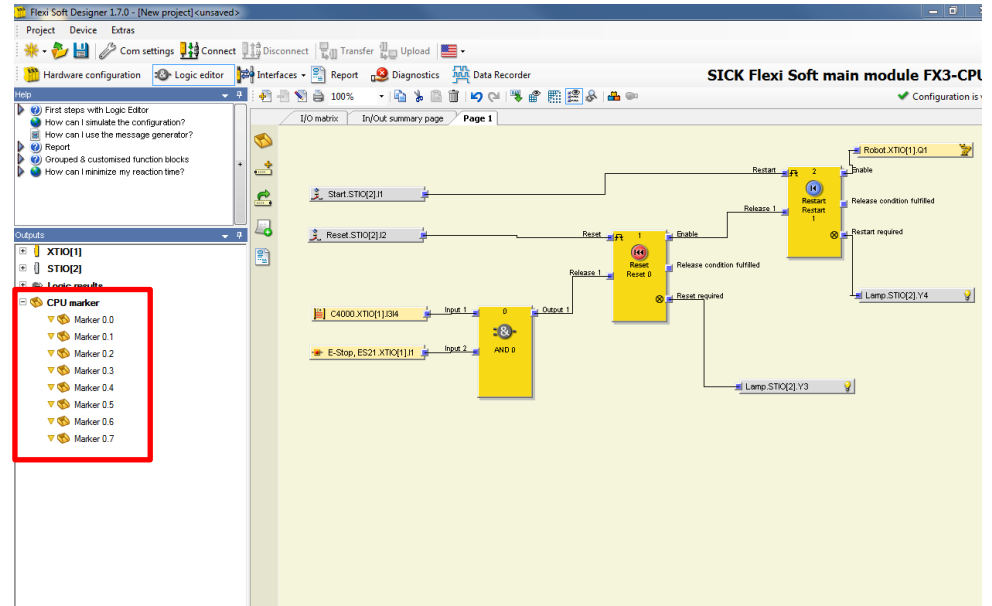 Flexi Soft Designer 1.7.0 - [New project]<unsaved>
Project Device Extras
Com settings Connect Disconnect Transfer Upload
Hardware configuration Logic editor Interfaces Report Diagnostics Data Recorder SICK Flexi Soft main module FX3-CPU
Help
100%
Configuration is v
First steps with Logic Editor
How can I simulate the configuration?
How can I use the message generator?
Report
Grouped & customised function blocks
How can I minimize my reaction time?
I/O matrix In/Out summary page Page 1
Robot.XTIO[1].Q1
Restart 2 Enable
Start.STIO[2].I1
Restart
Restart
1
Release 1
Release condition fulfilled
Restart required
Reset.STIO[2].I2
Reset 1 Enable
Reset
Reset 0
Release 1
Release condition fulfilled
Reset required
Lamp.STIO[2].Y4
C4000.XTIO[1].I3I4
Input 1 0 Output 1
E-Stop, ES21.XTIO[1].I1
Input 2
AND 0
Lamp.STIO[2].Y3
Outputs
XTIO[1]
STIO[2]
Logic results
CPU marker
Marker 0.0
Marker 0.1
Marker 0.2
Marker 0.3
Marker 0.4
Marker 0.5
Marker 0.6
Marker 0.7